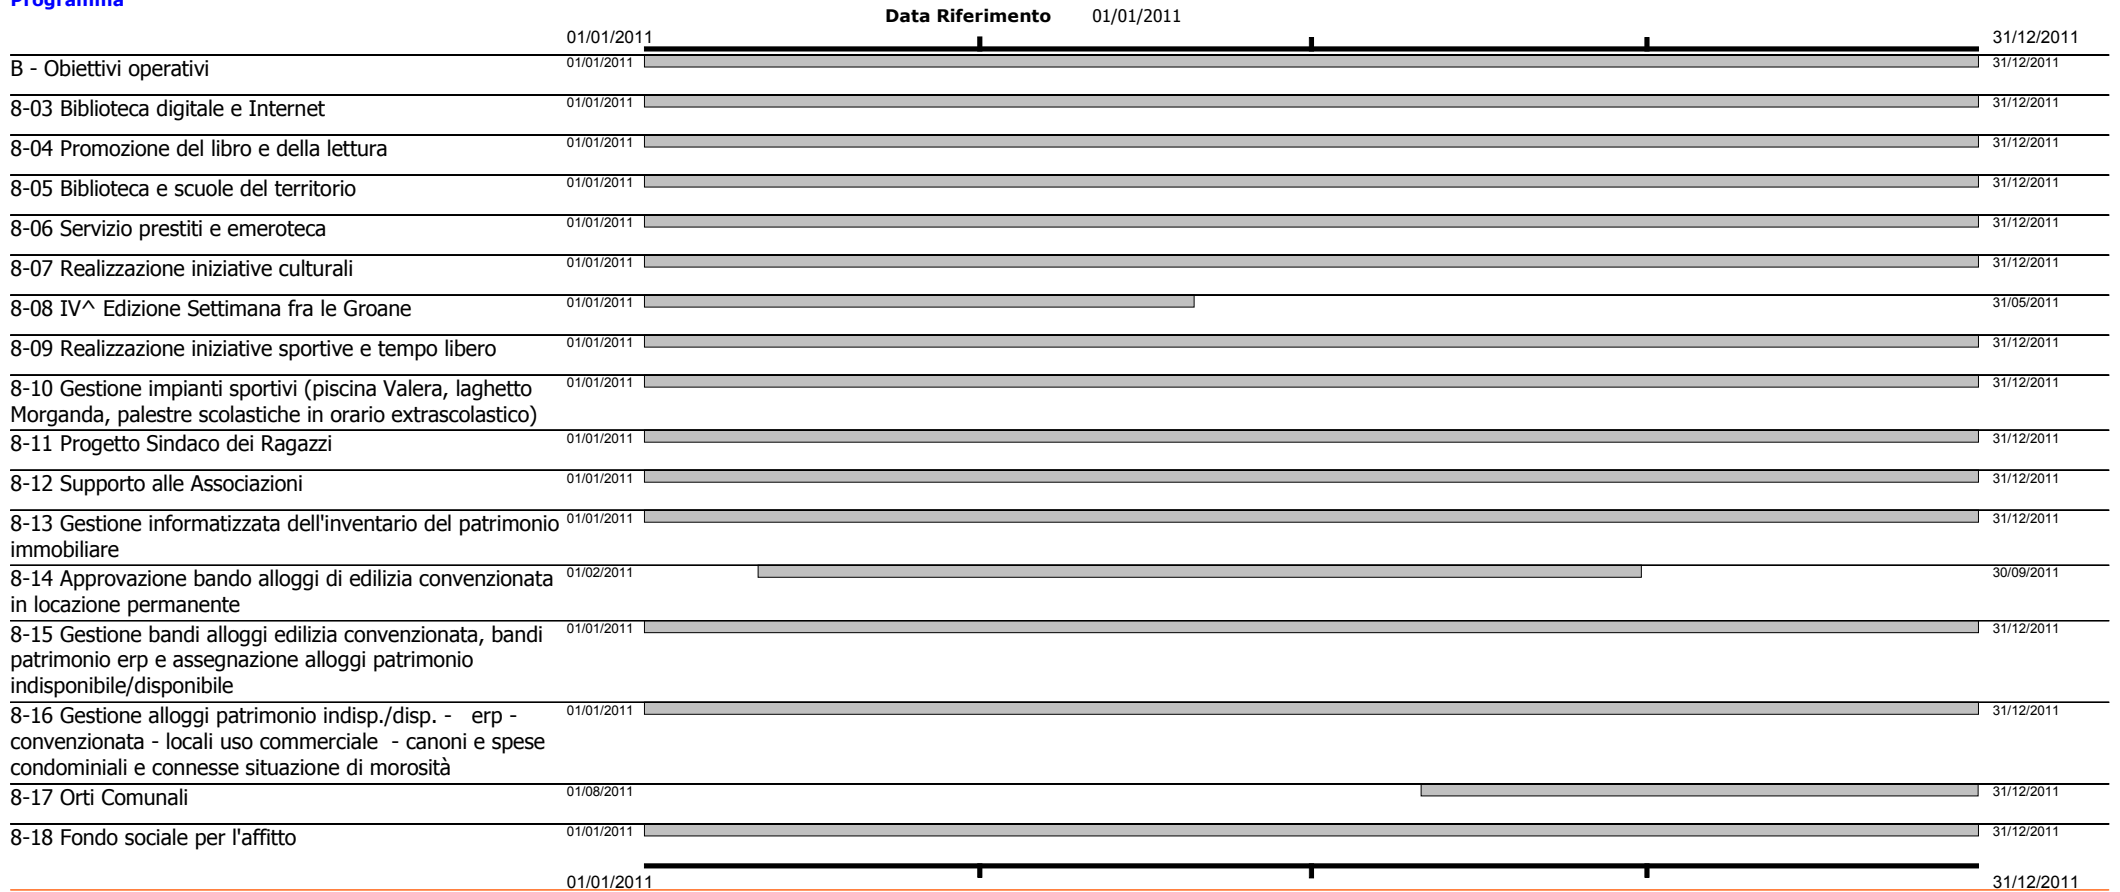 Programma
Data Riferimento 01/01/2011
01/01/2011 31/12/2011
B - Obiettivi operativi 01/01/2011 31/12/2011
8-03 Biblioteca digitale e Internet 01/01/2011 31/12/2011
8-04 Promozione del libro e della lettura 01/01/2011 31/12/2011
8-05 Biblioteca e scuole del territorio 01/01/2011 31/12/2011
8-06 Servizio prestiti e emeroteca 01/01/2011 31/12/2011
8-07 Realizzazione iniziative culturali 01/01/2011 31/12/2011
8-08 IV^ Edizione Settimana fra le Groane 01/01/2011 31/05/2011
8-09 Realizzazione iniziative sportive e tempo libero 01/01/2011 31/12/2011
8-10 Gestione impianti sportivi (piscina Valera, laghetto 01/01/2011 31/12/2011
Morganda, palestre scolastiche in orario extrascolastico)
8-11 Progetto Sindaco dei Ragazzi 01/01/2011 31/12/2011
8-12 Supporto alle Associazioni 01/01/2011 31/12/2011
8-13 Gestione informatizzata dell'inventario del patrimonio 01/01/2011 31/12/2011
immobiliare
8-14 Approvazione bando alloggi di edilizia convenzionata 01/02/2011 30/09/2011
in locazione permanente
8-15 Gestione bandi alloggi edilizia convenzionata, bandi 01/01/2011 31/12/2011
patrimonio erp e assegnazione alloggi patrimonio
indisponibile/disponibile
8-16 Gestione alloggi patrimonio indisp./disp. - erp - 01/01/2011 31/12/2011
convenzionata - locali uso commerciale - canoni e spese
condominiali e connesse situazione di morosità
8-17 Orti Comunali 01/08/2011 31/12/2011
8-18 Fondo sociale per l'affitto 01/01/2011 31/12/2011
01/01/2011 31/12/2011